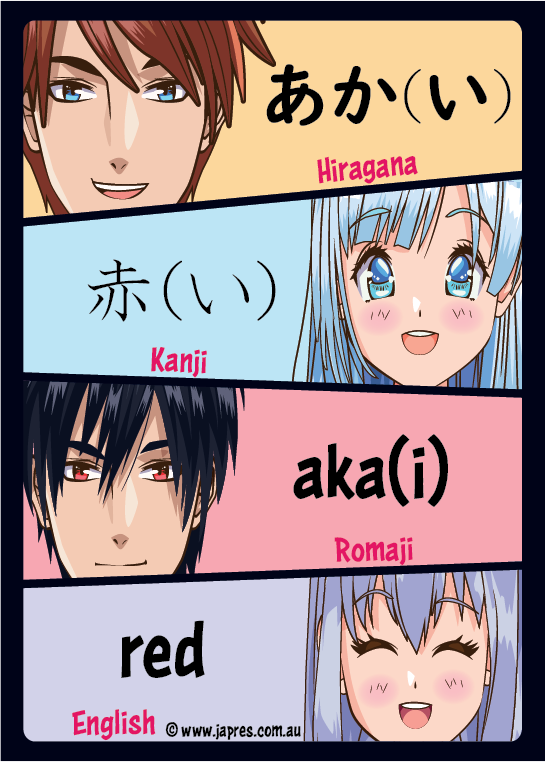 あか(い)
Hiragana
赤(い)
Kanji
aka(i)
Romaji
red
English © www.japres.com.au